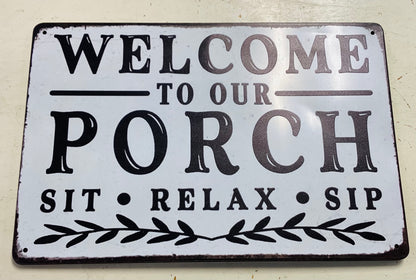 WELCOME
TO OUR
PORCH
SIT • RELAX • SIP